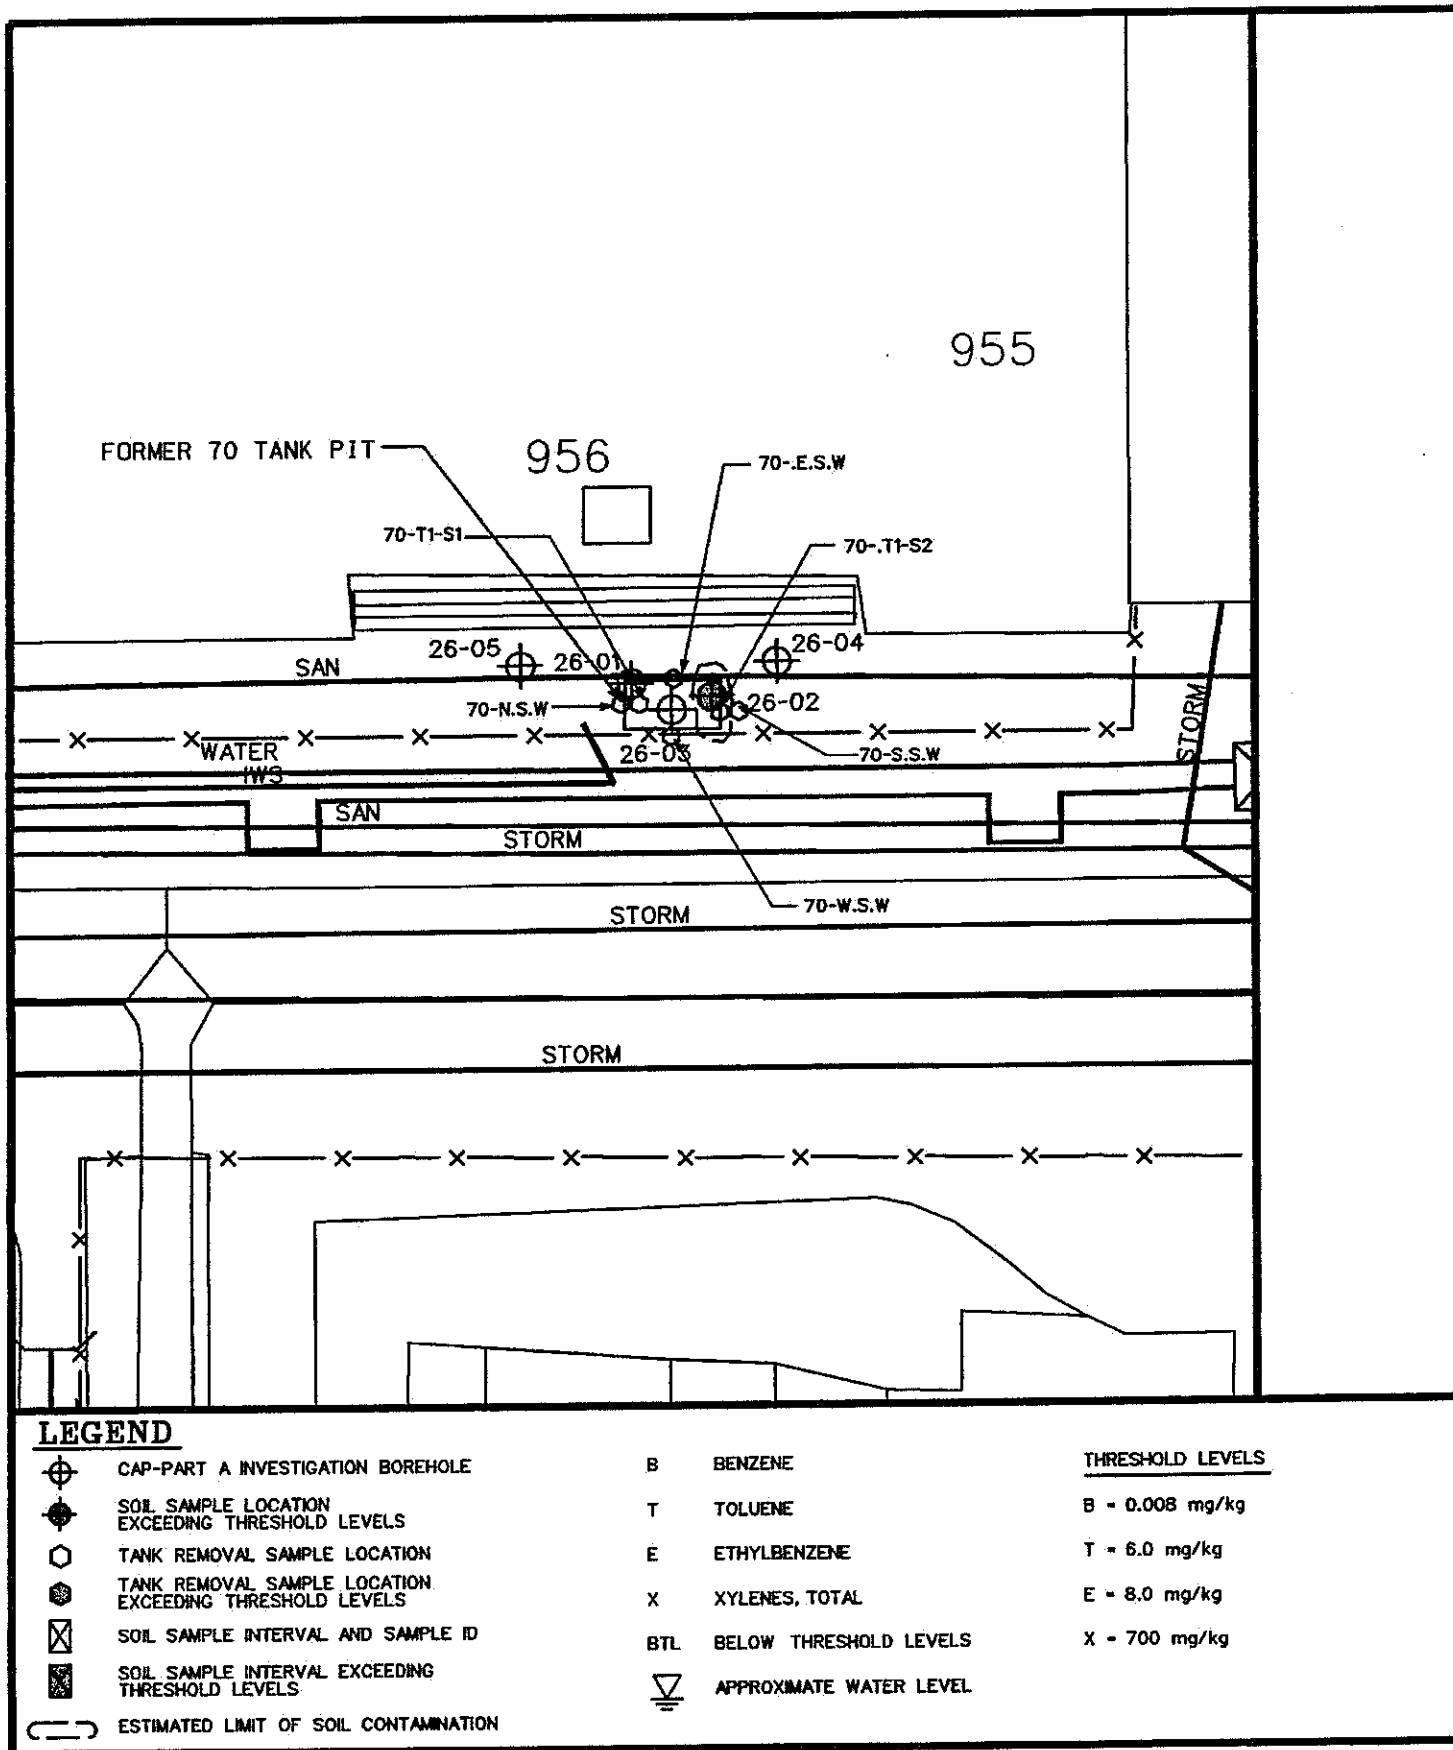 955
FORMER 70 TANK PIT
956
70-.E.S.W
70-T1-S1
70-.T1-S2
26-05
26-01
26-04
SAN
70-N.S.W
26-02
STORM
WATER
26-03
70-S.S.W
IWS
SAN
STORM
70-W.S.W
STORM
STORM
LEGEND
CAP-PART A INVESTIGATION BOREHOLE
SOIL SAMPLE LOCATION
EXCEEDING THRESHOLD LEVELS
TANK REMOVAL SAMPLE LOCATION
TANK REMOVAL SAMPLE LOCATION
EXCEEDING THRESHOLD LEVELS
SOIL SAMPLE INTERVAL AND SAMPLE ID
SOIL SAMPLE INTERVAL EXCEEDING
THRESHOLD LEVELS
ESTIMATED LIMIT OF SOIL CONTAMINATION
B BENZENE
T TOLUENE
E ETHYLBENZENE
X XYLENES, TOTAL
BTL BELOW THRESHOLD LEVELS
APPROXIMATE WATER LEVEL
THRESHOLD LEVELS
B = 0.008 mg/kg
T = 6.0 mg/kg
E = 8.0 mg/kg
X = 700 mg/kg